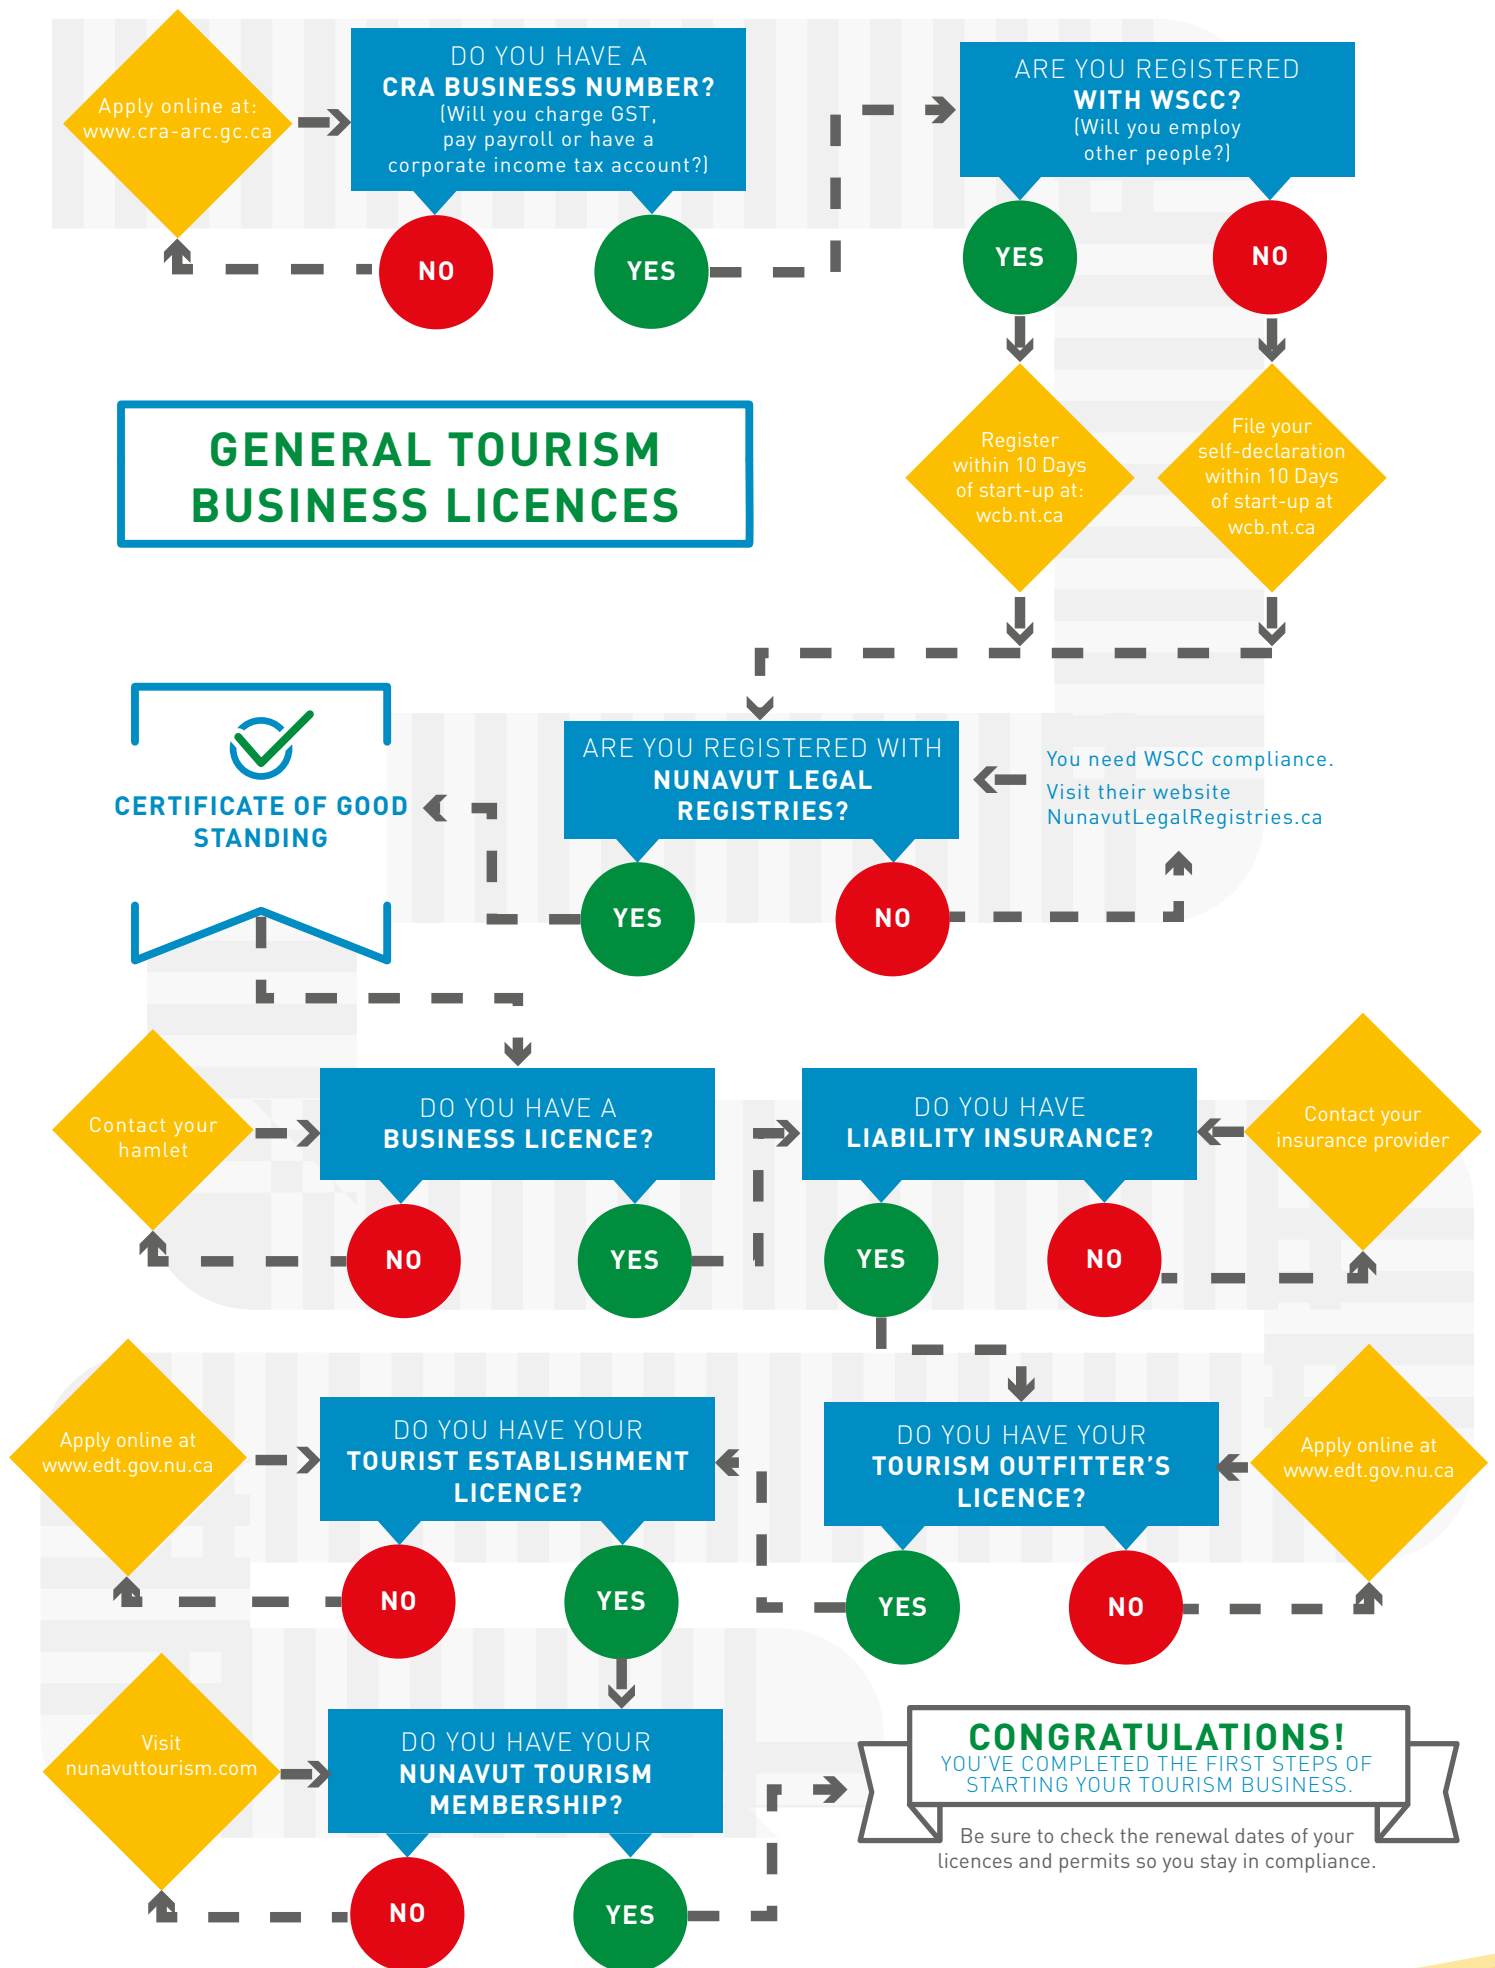 Apply online at:
www.cra-arc.gc.ca
DO YOU HAVE A
CRA BUSINESS NUMBER?
(Will you charge GST,
pay payroll or have a
corporate income tax account?)
NO
YES
ARE YOU REGISTERED
WITH WSCC?
(Will you employ
other people?)
YES
NO
Register
within 10 Days
of start-up at:
wcb.nt.ca
File your
self-declaration
within 10 Days
of start-up at
wcb.nt.ca
GENERAL TOURISM
BUSINESS LICENCES
ARE YOU REGISTERED WITH
NUNAVUT LEGAL
REGISTRIES?
YES
NO
You need WSCC compliance.
Visit their website
NunavutLegalRegistries.ca
CERTIFICATE OF GOOD
STANDING
Contact your
hamlet
DO YOU HAVE A
BUSINESS LICENCE?
NO
YES
DO YOU HAVE
LIABILITY INSURANCE?
YES
NO
Contact your
insurance provider
Apply online at
www.edt.gov.nu.ca
DO YOU HAVE YOUR
TOURIST ESTABLISHMENT
LICENCE?
NO
YES
DO YOU HAVE YOUR
TOURISM OUTFITTER'S
LICENCE?
YES
NO
Apply online at
www.edt.gov.nu.ca
Visit
nunavuttourism.com
DO YOU HAVE YOUR
NUNAVUT TOURISM
MEMBERSHIP?
NO
YES
CONGRATULATIONS!
YOU'VE COMPLETED THE FIRST STEPS OF
STARTING YOUR TOURISM BUSINESS.
Be sure to check the renewal dates of your
licences and permits so you stay in compliance.